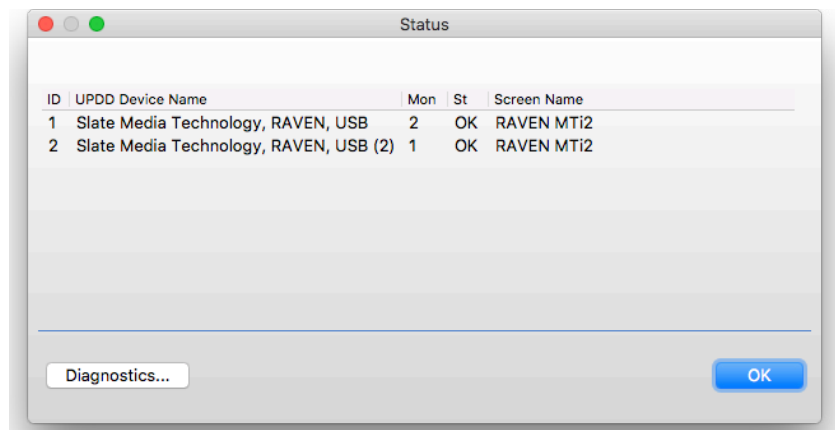 Status
ID UPDD Device Name Mon St Screen Name
1 Slate Media Technology, RAVEN, USB 2 OK RAVEN MTi2
2 Slate Media Technology, RAVEN, USB (2) 1 OK RAVEN MTi2
Diagnostics... OK